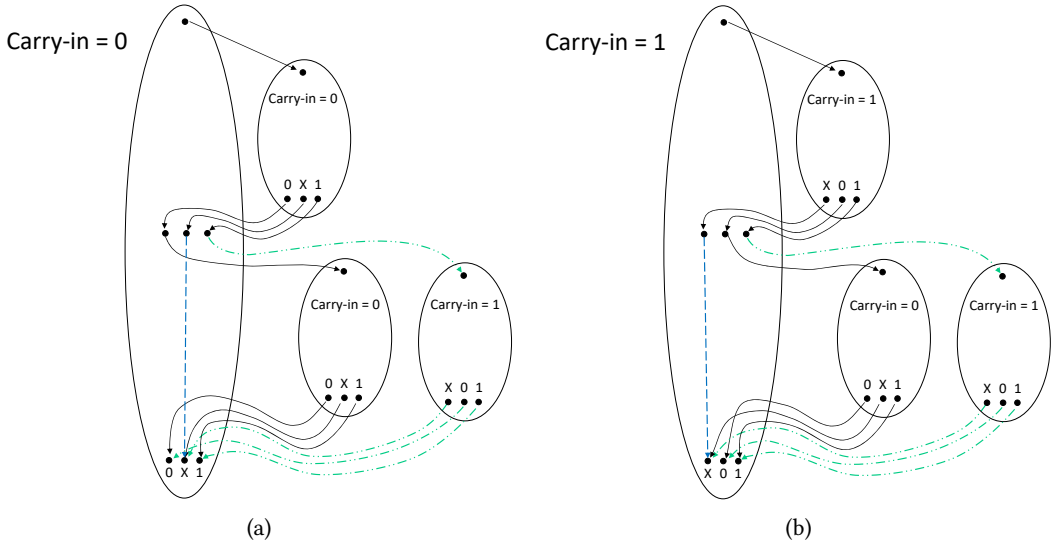 Carry-in = 0
Carry-in = 0
0 X 1
Carry-in = 0
Carry-in = 1
0 X 1
X 0 1
0 X 1
(a)
Carry-in = 1
Carry-in = 1
X 0 1
Carry-in = 0
Carry-in = 1
0 X 1
X 0 1
X 0 1
(b)